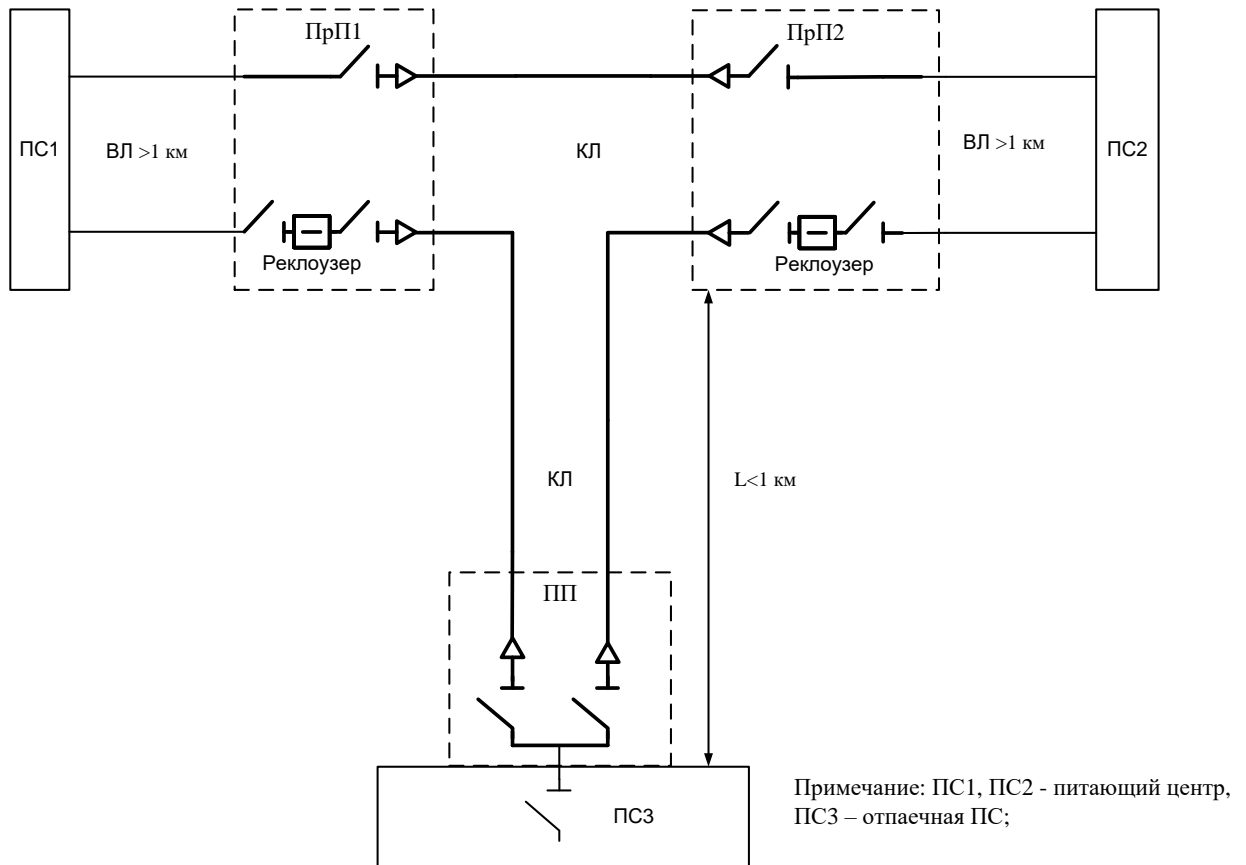 ПрП1
ПрП2
ПС1
ВЛ >1 км
КЛ
ВЛ >1 км
ПС2
Реклоузер
Реклоузер
КЛ
L<1 км
ПП
ПС3
Примечание: ПС1, ПС2 - питающий центр,
ПС3 – отпаечная ПС;